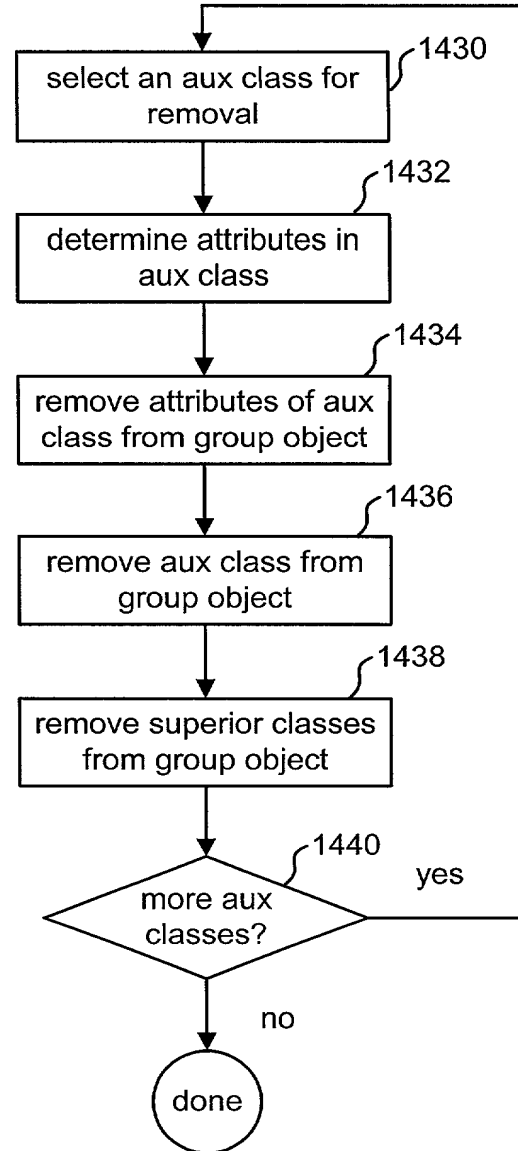 1430
select an aux class for
removal
1432
determine attributes in
aux class
1434
remove attributes of aux
class from group object
1436
remove aux class from
group object
1438
remove superior classes
from group object
1440
more aux
classes?
yes
no
done